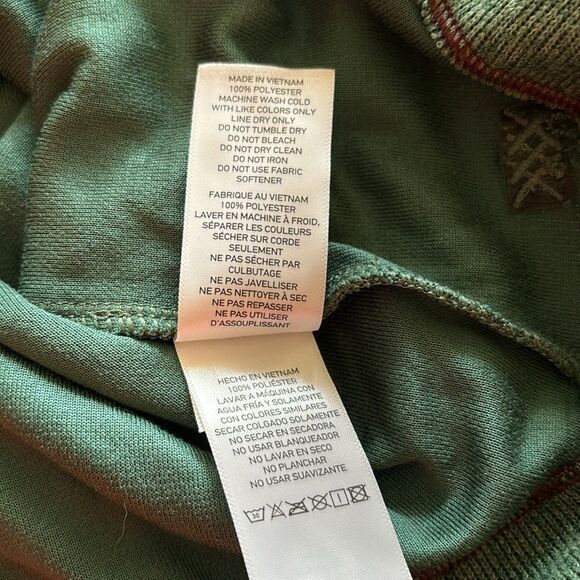 MADE IN VIETNAM
100% POLYESTER
MACHINE WASH COLD
WITH LIKE COLORS ONLY
LINE DRY ONLY
DO NOT TUMBLE DRY
DO NOT BLEACH
DO NOT DRY CLEAN
DO NOT IRON
DO NOT USE FABRIC
SOFTENER
FABRIQUE AU VIETNAM
100% POLYESTER
LAVER EN MACHINE À FROID,
SÉPARER LES COULEURS
SÉCHER SUR CORDE
SEULEMENT
NE PAS SÉCHER PAR
CULBUTAGE
NE PAS JAVELLISER
NE PAS NETTOYER À SEC
NE PAS REPASSER
NE PAS UTILISER
D'ASSOUPLISSANT
HECHO EN VIETNAM
100% POLIÉSTER
LAVAR A MÁQUINA CON
AGUA FRÍA Y SOLAMENTE
CON COLORES SIMILARES
SECAR COLGADO SOLAMENTE
NO SECAR EN SECADORA
NO USAR BLANQUEADOR
NO LAVAR EN SECO
NO PLANCHAR
NO USAR SUAVIZANTE
30